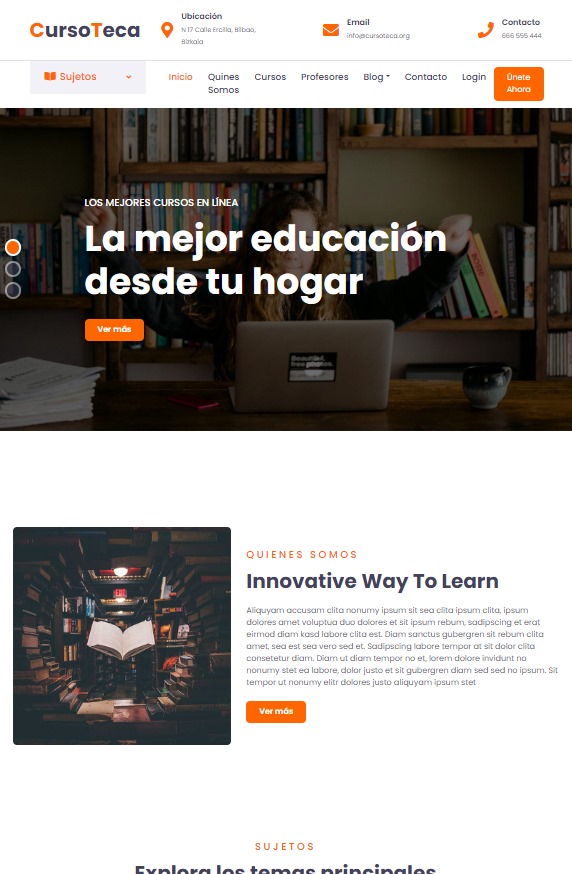 CursoTeca
Ubicación
N 17 Calle Ercilla, Bilbao,
Bizkaia
Email
info@cursoteca.org
Contacto
666 555 444
Sujetos
Inicio
Quines
Somos
Cursos
Profesores
Blog
Contacto
Login
Únete
Ahora
LOS MEJORES CURSOS EN LÍNEA
La mejor educación
desde tu hogar
Ver más
Beautiful,
free photos.
QUIENES SOMOS
Innovative Way To Learn
Aliquyam accusam clita nonumy ipsum sit sea clita ipsum clita, ipsum
dolores amet voluptua duo dolores et sit ipsum rebum, sadipscing et erat
eirmod diam kasd labore clita est. Diam sanctus gubergren sit rebum clita
amet, sea est sea vero sed et. Sadipscing labore tempor at sit dolor clita
consetetur diam. Diam ut diam tempor no et, lorem dolore invidunt no
nonumy stet ea labore, dolor justo et sit gubergren diam sed sed no ipsum. Sit
tempor ut nonumy elitr dolores justo aliquyam ipsum stet
Ver más
SUJETOS
Explora los temas principales